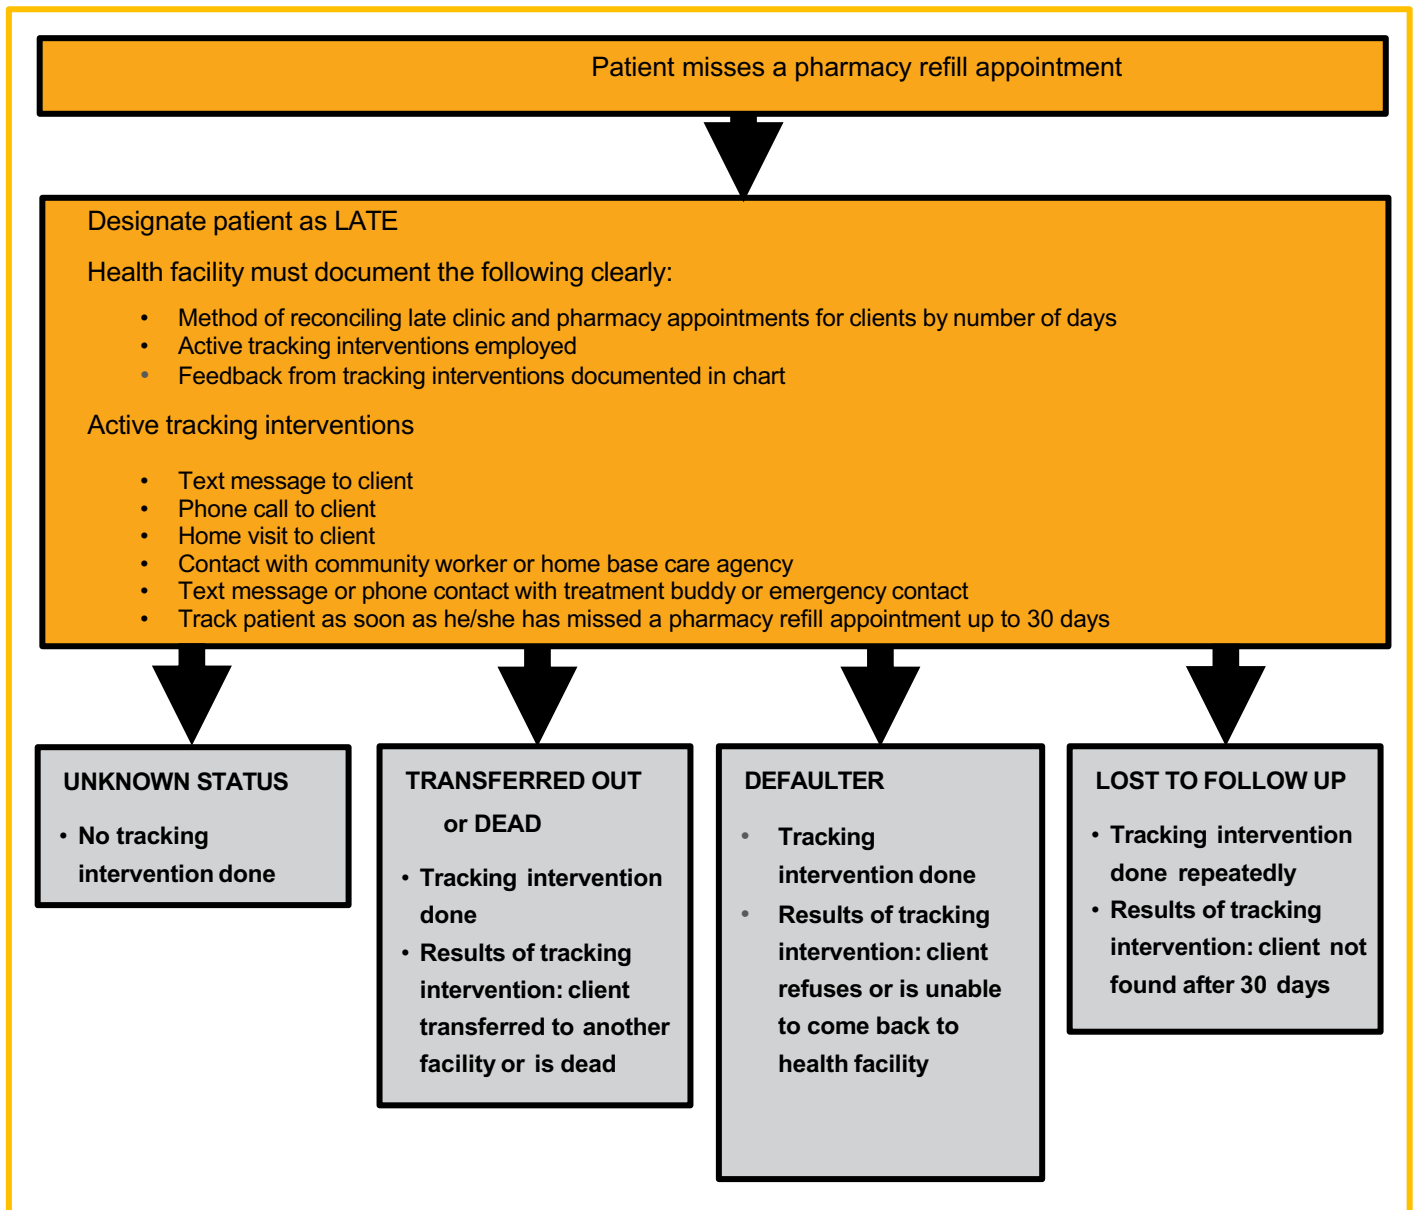 Patient misses a pharmacy refill appointment
Designate patient as LATE
Health facility must document the following clearly:
• Method of reconciling late clinic and pharmacy appointments for clients by number of days
• Active tracking interventions employed
• Feedback from tracking interventions documented in chart
Active tracking interventions
• Text message to client
• Phone call to client
• Home visit to client
• Contact with community worker or home base care agency
• Text message or phone contact with treatment buddy or emergency contact
• Track patient as soon as he/she has missed a pharmacy refill appointment up to 30 days
UNKNOWN STATUS
• No tracking
intervention done
TRANSFERRED OUT
or DEAD
• Tracking intervention
done
• Results of tracking
intervention: client
transferred to another
facility or is dead
DEFAULTER
• Tracking
intervention done
• Results of tracking
intervention: client
refuses or is unable
to come back to
health facility
LOST TO FOLLOW UP
• Tracking intervention
done repeatedly
• Results of tracking
intervention: client not
found after 30 days